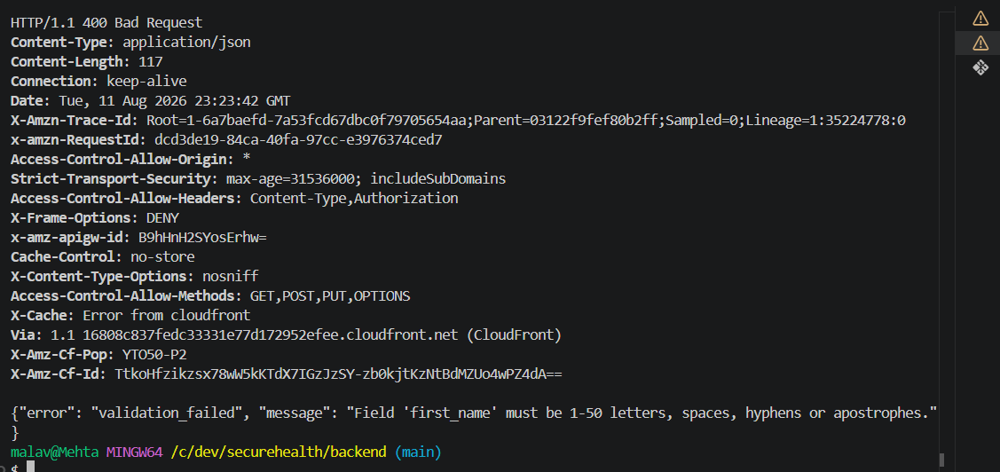 HTTP/1.1 400 Bad Request
Content-Type: application/json
Content-Length: 117
Connection: keep-alive
Date: Tue, 11 Aug 2026 23:23:42 GMT
X-Amzn-Trace-Id: Root=1-6a7baefd-7a53fcd67dbc0f79705654aa;Parent=03122f9fef80b2ff;Sampled=0;Lineage=1:35224778:0
x-amzn-RequestId: dcd3de19-84ca-40fa-97cc-e3976374ced7
Access-Control-Allow-Origin: *
Strict-Transport-Security: max-age=31536000; includeSubDomains
Access-Control-Allow-Headers: Content-Type,Authorization
X-Frame-Options: DENY
x-amz-apigw-id: B9hHnH2SYosErhw=
Cache-Control: no-store
X-Content-Type-Options: nosniff
Access-Control-Allow-Methods: GET,POST,PUT,OPTIONS
X-Cache: Error from cloudfront
Via: 1.1 16808c837fedc33331e77d172952efee.cloudfront.net (CloudFront)
X-Amz-Cf-Pop: YTO50-P2
X-Amz-Cf-Id: TtkoHfzikzsx78wW5kKTdX7IGzJzSY-zb0kjtKzNtBdMZUo4wPZ4dA==
{"error": "validation_failed", "message": "Field 'first_name' must be 1-50 letters, spaces, hyphens or apostrophes."
}
malav@Mehta MINGW64 /c/dev/securehealth/backend (main)
$